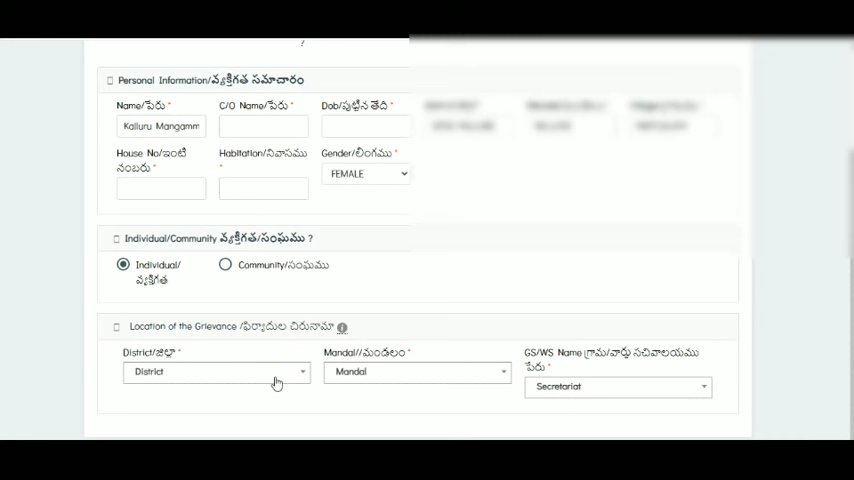 ?
Personal Information/వ్యక్తిగత సమాచారం
Name/పేరు * C/O Name/పేరు * Dob/పుట్టిన తేది *
Kalluru Mangamm
House No/ఇంటి నంబరు * Habitation/నివాసము * Gender/లింగము *
FEMALE
Individual/Community వ్యక్తిగత/సంఘము ?
Individual/వ్యక్తిగత Community/సంఘము
Location of the Grievance /ఫిర్యాదుల చిరునామా
District/జిల్లా * Mandal//మండలం * GS/WS Name గ్రామ/వార్డు సచివాలయము పేరు *
District Mandal Secretariat